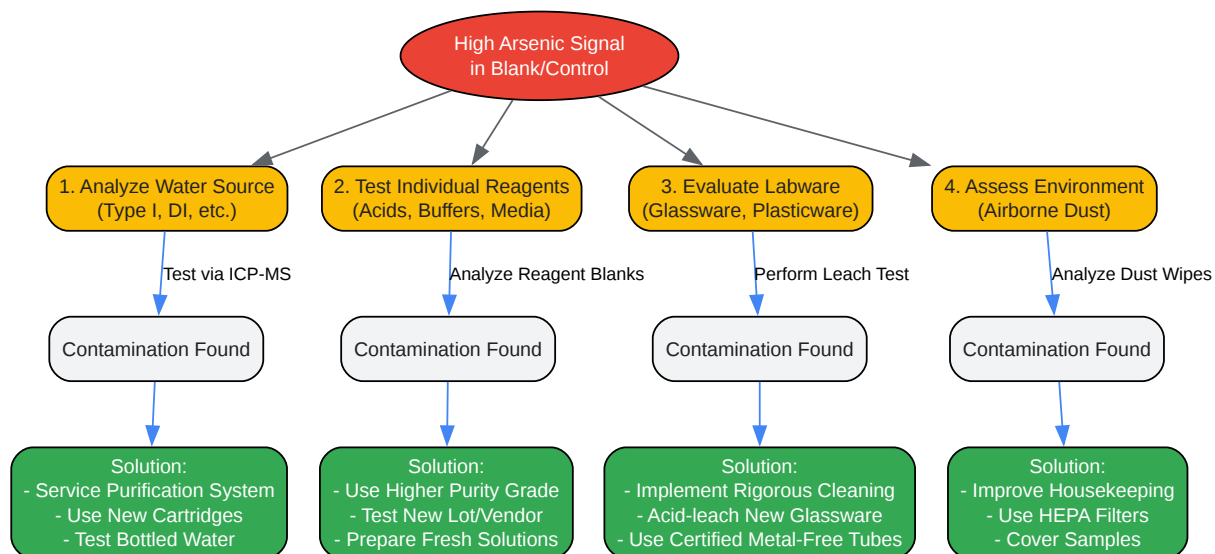 High Arsenic Signal
in Blank/Control
1. Analyze Water Source
(Type I, DI, etc.)
2. Test Individual Reagents
(Acids, Buffers, Media)
3. Evaluate Labware
(Glassware, Plasticware)
4. Assess Environment
(Airborne Dust)
Test via ICP-MS
Analyze Reagent Blanks
Perform Leach Test
Analyze Dust Wipes
Contamination Found
Contamination Found
Contamination Found
Contamination Found
Solution:
- Service Purification System
- Use New Cartridges
- Test Bottled Water
Solution:
- Use Higher Purity Grade
- Test New Lot/Vendor
- Prepare Fresh Solutions
Solution:
- Implement Rigorous Cleaning
- Acid-leach New Glassware
- Use Certified Metal-Free Tubes
Solution:
- Improve Housekeeping
- Use HEPA Filters
- Cover Samples